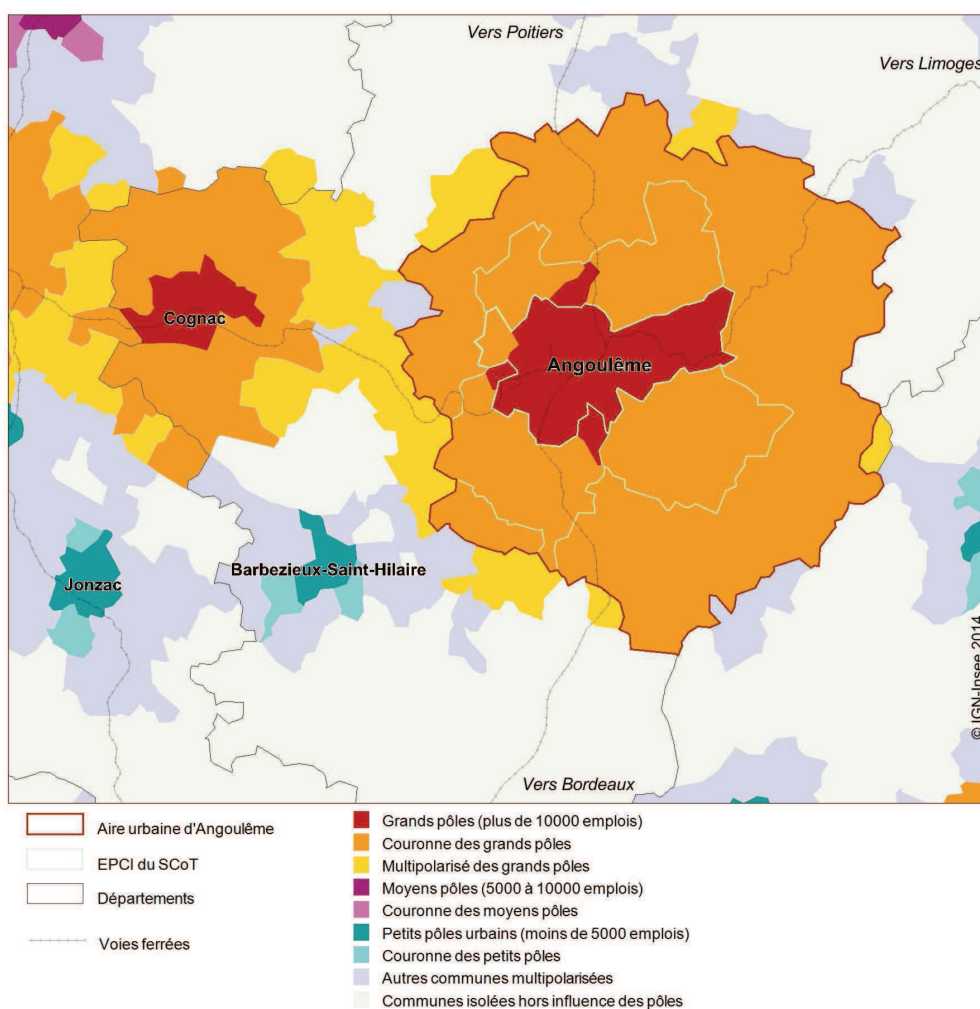 Vers Poitiers
Vers Limoges
Cognac
Angoulême
Barbezieux-Saint-Hilaire
Jonzac
Vers Bordeaux
© IGN-Insee 2014
Aire urbaine d'Angoulême
EPCI du SCoT
Départements
Voies ferrées
Grands pôles (plus de 10000 emplois)
Couronne des grands pôles
Multipolarisé des grands pôles
Moyens pôles (5000 à 10000 emplois)
Couronne des moyens pôles
Petits pôles urbains (moins de 5000 emplois)
Couronne des petits pôles
Autres communes multipolarisées
Communes isolées hors influence des pôles